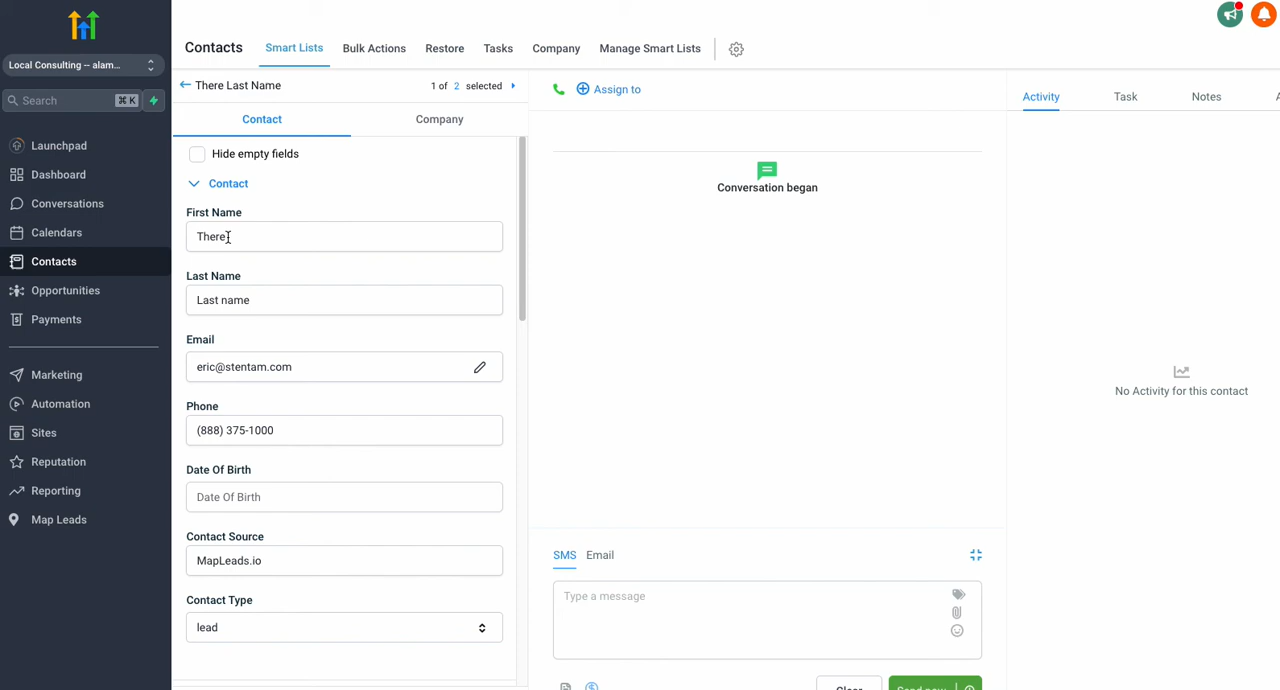 Local Consulting -- alam...
Search
⌘ K
Launchpad
Dashboard
Conversations
Calendars
Contacts
Opportunities
Payments
Marketing
Automation
Sites
Reputation
Reporting
Map Leads
Contacts
Smart Lists
Bulk Actions
Restore
Tasks
Company
Manage Smart Lists
There Last Name
1 of 2 selected
Contact
Company
Hide empty fields
Contact
First Name
There
Last Name
Last name
Email
eric@stentam.com
Phone
(888) 375-1000
Date Of Birth
Date Of Birth
Contact Source
MapLeads.io
Contact Type
lead
Assign to
Conversation began
SMS
Email
Type a message
Clear
Send now
Activity
Task
Notes
A
No Activity for this contact